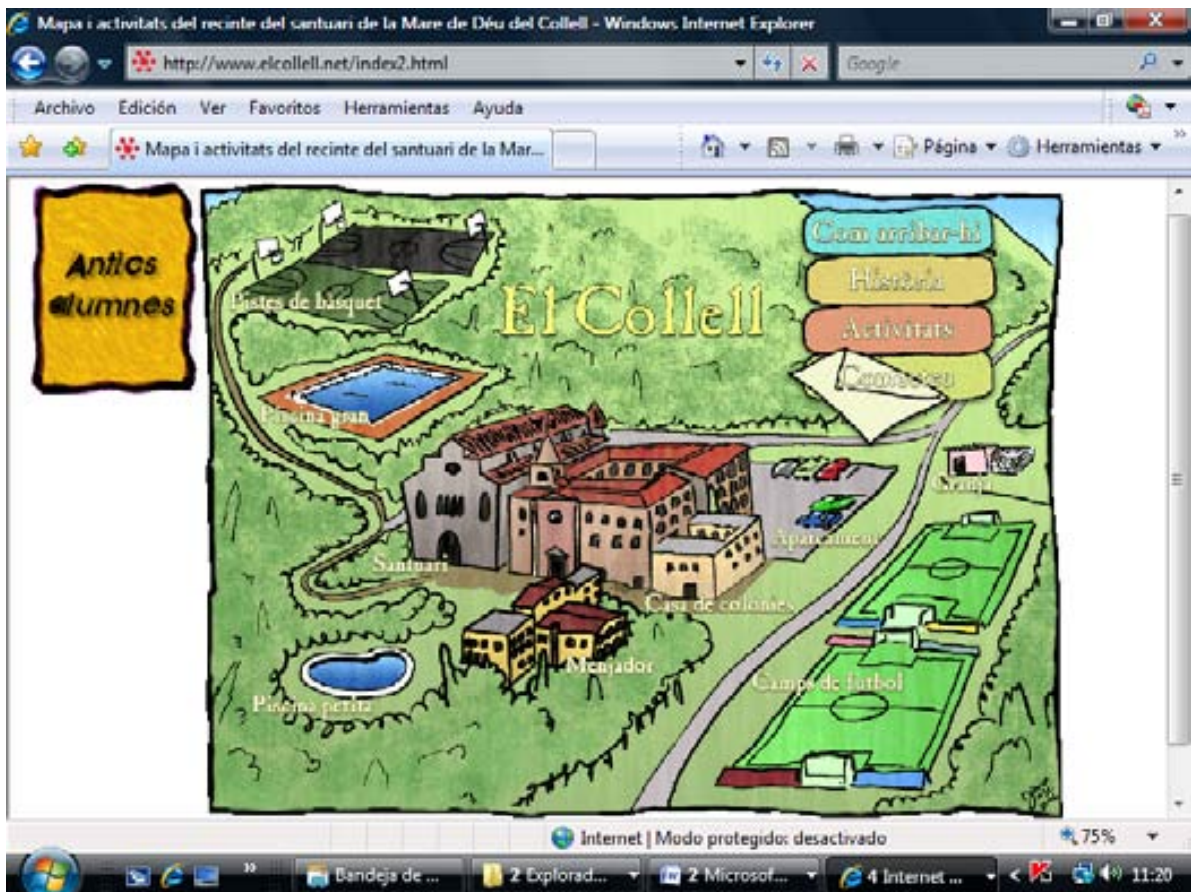 Mapa i activitats del recinte del santuari de la Mare de Déu del Collell - Windows Internet Explorer
http://www.elcollell.net/index2.html
Google
Archivo Edición Ver Favoritos Herramientas Ayuda
Mapa i activitats del recinte del santuari de la Mar...
Página
Herramientas
Antics
alumnes
Com arribar-hi
Història
Activitats
El Collell
Pistes de bàsquet
Piscina gran
Granja
Aparcament
Santuari
Casa de colònies
Menjador
Camps de futbol
Piscina petita
Internet | Modo protegido: desactivado
75%
Bandeja de ...
2 Explorad...
2 Microsof...
4 Internet ...
11:20